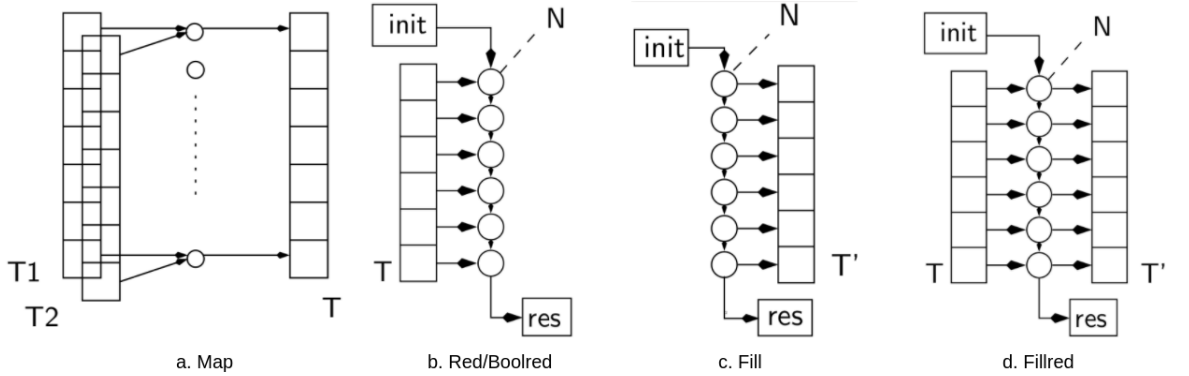 T1
T2
T
a. Map
init
N
T
res
b. Red/Boolred
init
N
T'
res
c. Fill
init
N
T
T'
res
d. Fillred